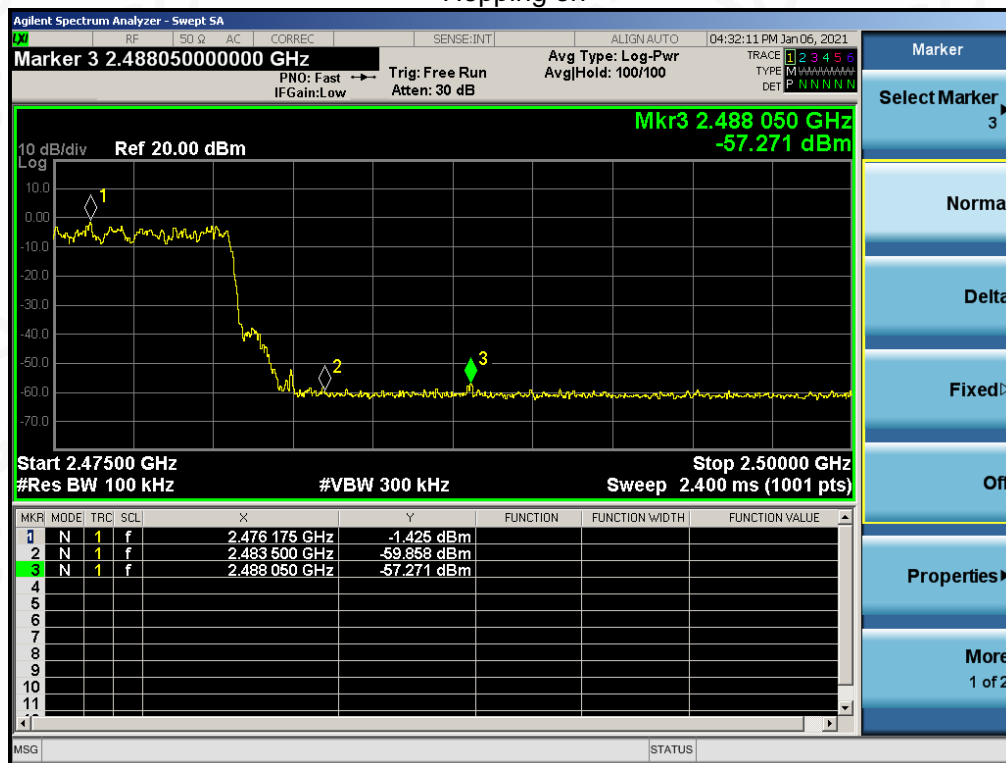 Hopping on
Agilent Spectrum Analyzer - Swept SA
LXI RF 50 Ω AC CORREC SENSE:INT ALIGN AUTO 04:32:11 PM Jan 06, 2021
Marker 3 2.488050000000 GHz
PNO: Fast
IFGain:Low
Trig: Free Run
Atten: 30 dB
Avg Type: Log-Pwr
Avg|Hold: 100/100
TRACE 1 2 3 4 5 6
TYPE M WWWWW
DET P N N N N N
Mkr3 2.488 050 GHz
-57.271 dBm
10 dB/div Ref 20.00 dBm
Log
10.0
0.00
-10.0
-20.0
-30.0
-40.0
-50.0
-60.0
-70.0
1
2
3
Start 2.47500 GHz Stop 2.50000 GHz
#Res BW 100 kHz #VBW 300 kHz Sweep 2.400 ms (1001 pts)
MKR MODE TRC SCL X Y FUNCTION FUNCTION WIDTH FUNCTION VALUE
1 N 1 f 2.476 175 GHz -1.425 dBm
2 N 1 f 2.483 500 GHz -59.858 dBm
3 N 1 f 2.488 050 GHz -57.271 dBm
4
5
6
7
8
9
10
11
MSG STATUS
Marker
Select Marker
3
Norma
Delta
Fixed
Off
Properties
More
1 of 2